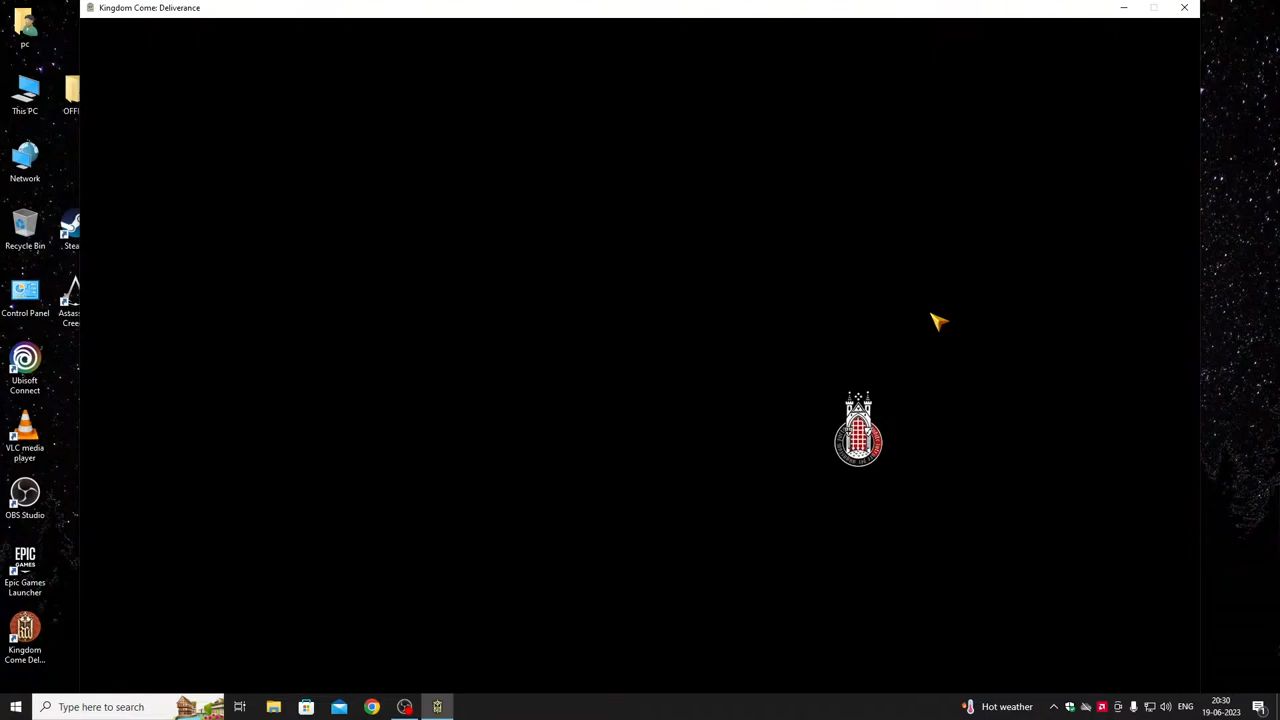 Kingdom Come: Deliverance
pc
This PC
OFF
Network
Recycle Bin
Stea
Control Panel
Assas
Cree
Ubisoft
Connect
VLC media
player
OBS Studio
EPIC
GAMES
Epic Games
Launcher
Kingdom
Come Del...
Type here to search
Hot weather
ENG
20:30
19-06-2023
1